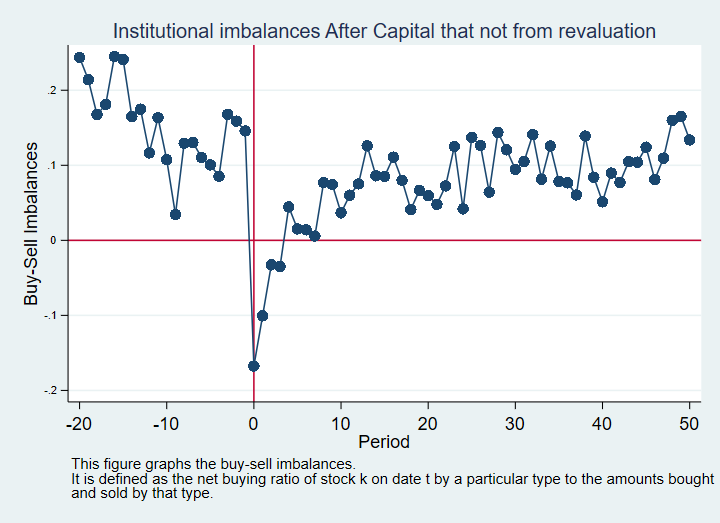 Institutional imbalances After Capital that not from revaluation
Buy-Sell Imbalances
.2
.1
0
-.1
-.2
-20
-10
0
10
20
30
40
50
Period
This figure graphs the buy-sell imbalances.
It is defined as the net buying ratio of stock k on date t by a particular type to the amounts bought
and sold by that type.